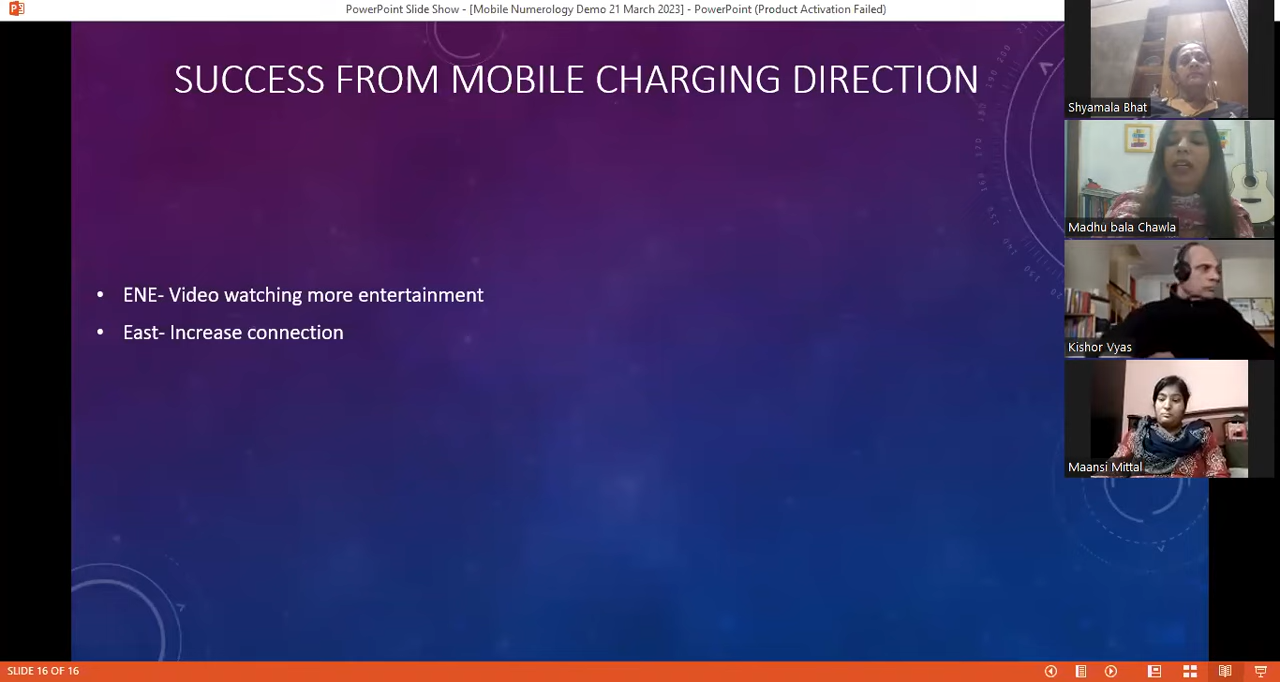 PowerPoint Slide Show - [Mobile Numerology Demo 21 March 2023] - PowerPoint (Product Activation Failed)
SUCCESS FROM MOBILE CHARGING DIRECTION
• ENE- Video watching more entertainment
• East- Increase connection
Shyamala Bhat
Madhu bala Chawla
Kishor Vyas
Maansi Mittal
SLIDE 16 OF 16